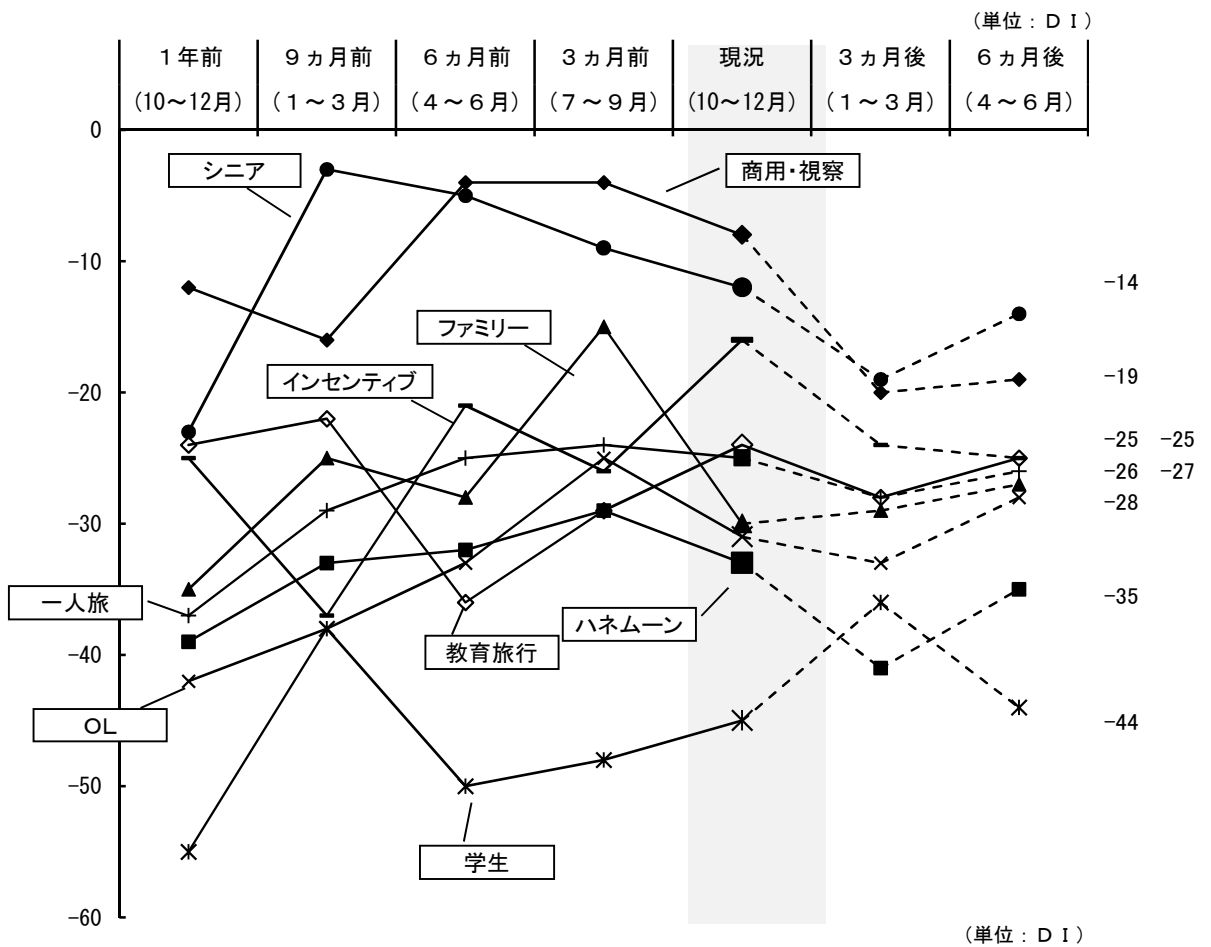 （単位：ＤＩ）
１年前 ９ヵ月前 ６ヵ月前 ３ヵ月前 現況 ３ヵ月後 ６ヵ月後
（10～12月） （１～３月） （４～６月） （７～９月） （10～12月） （１～３月） （４～６月）
0
シニア
商用・視察
-10
-14
ファミリー
インセンティブ
-19
-20
-25 -25
-26 -27
-28
-30
一人旅
-35
ハネムーン
教育旅行
-40
OL
-44
-50
学生
-60
（単位：ＤＩ）